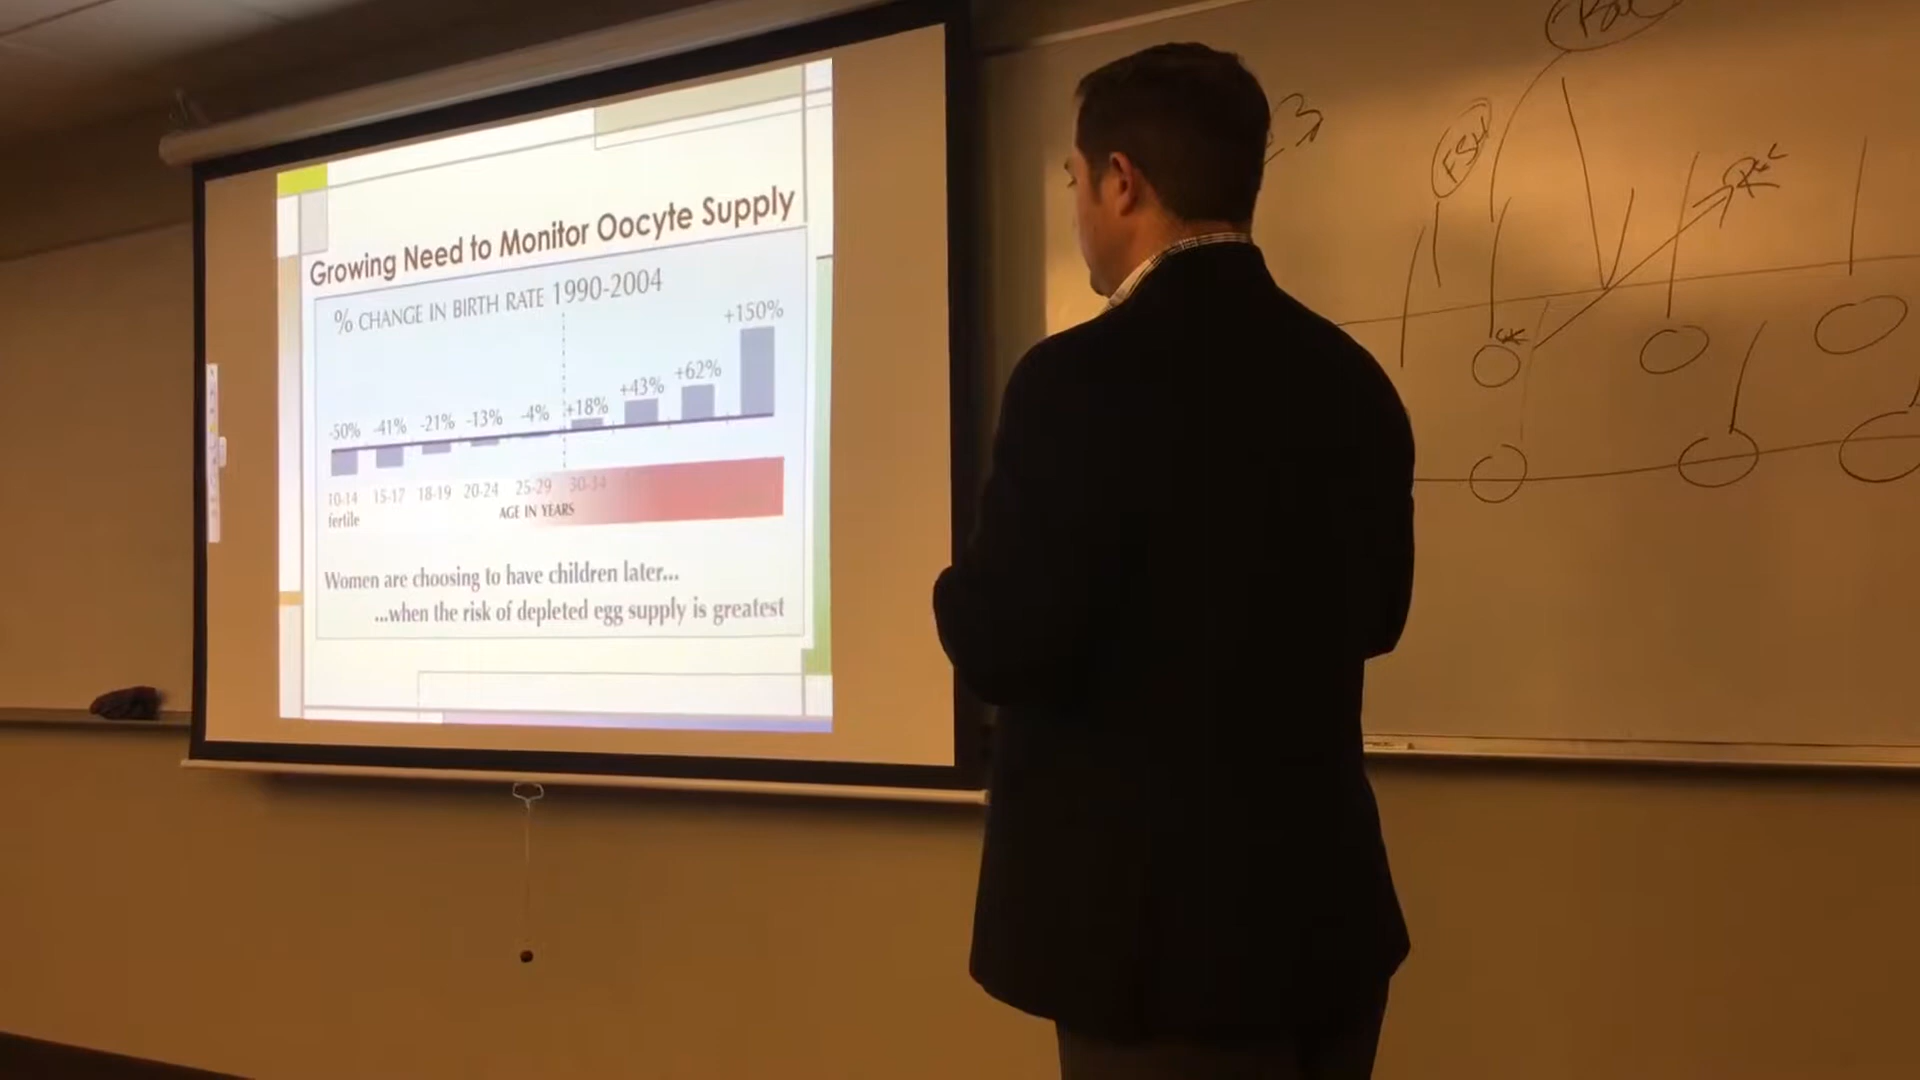 Growing Need to Monitor Oocyte Supply
% CHANGE IN BIRTH RATE 1990-2004
-50% -41% -21% -13% -4% +18% +43% +62% +150%
10-14 15-17 18-19 20-24 25-29 30-34
fertile
AGE IN YEARS
Women are choosing to have children later...
...when the risk of depleted egg supply is greatest
FSH